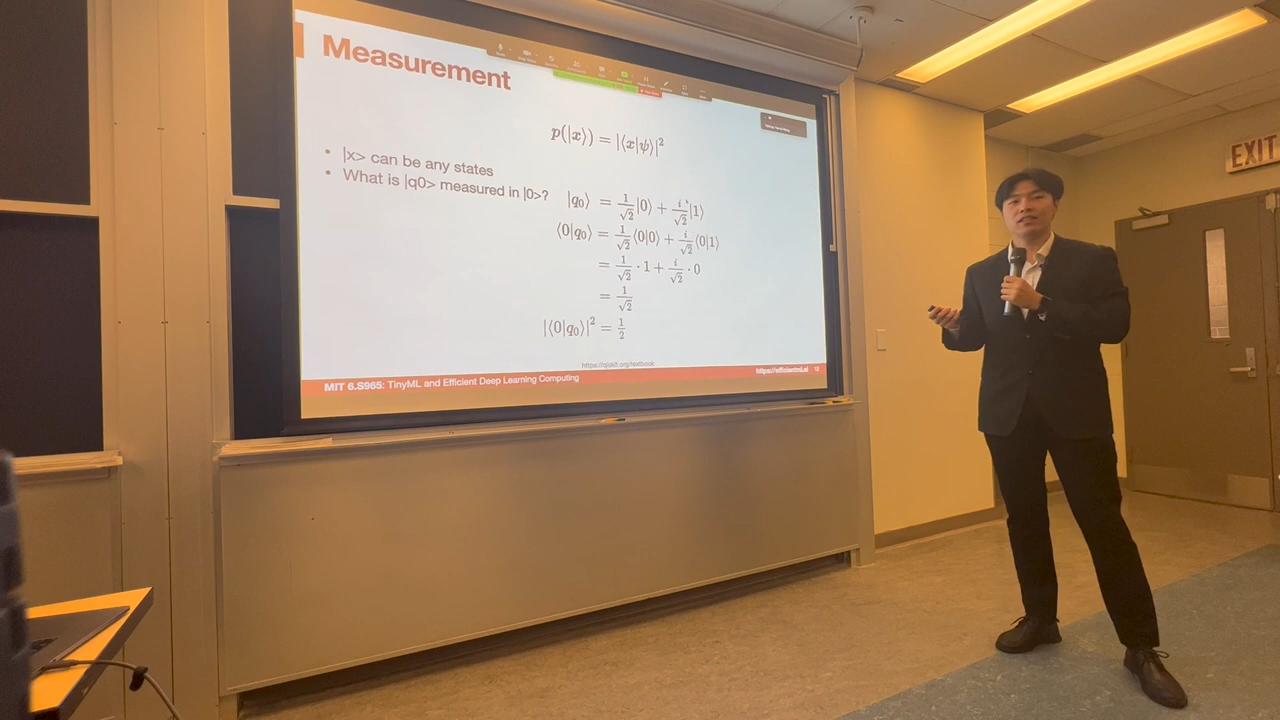 Measurement
p(|x⟩) = |⟨x|ψ⟩|²
• |x> can be any states
• What is |q0> measured in |0>?
|q₀⟩ = 1/√2 |0⟩ + i/√2 |1⟩
⟨0|q₀⟩ = 1/√2 ⟨0|0⟩ + i/√2 ⟨0|1⟩
= 1/√2 · 1 + i/√2 · 0
= 1/√2
|⟨0|q₀⟩|² = 1/2
https://qiskit.org/textbook
MIT 6.S965: TinyML and Efficient Deep Learning Computing
https://efficientml.ai
12
EXIT